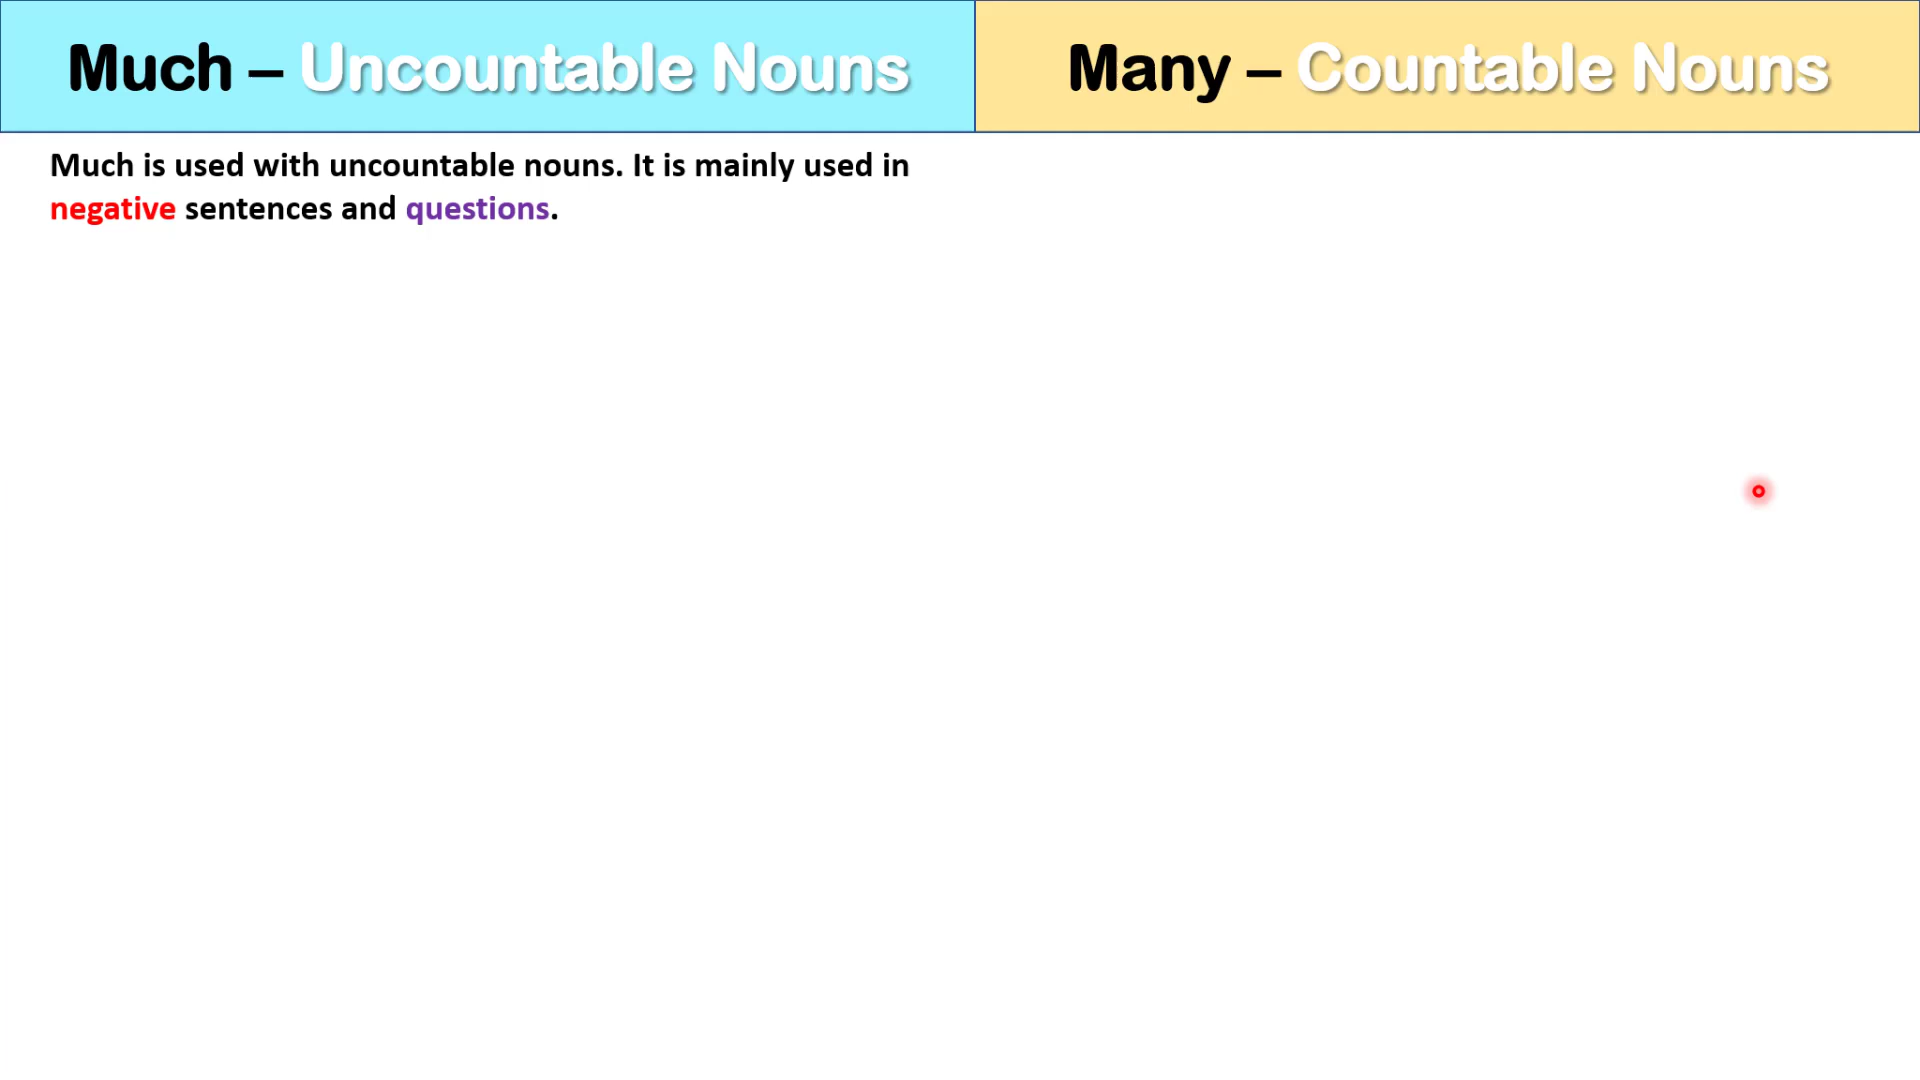 Much – Uncountable Nouns
Many – Countable Nouns
Much is used with uncountable nouns. It is mainly used in
negative sentences and questions.